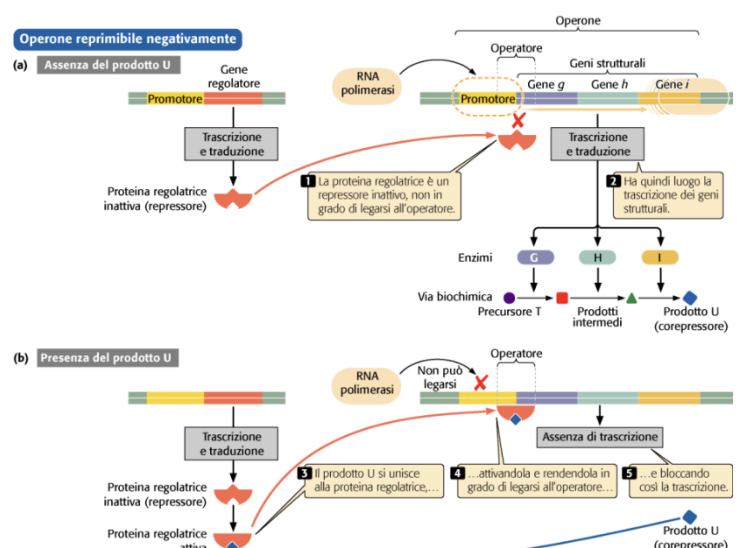 Operone reprimibile negativamente
(a) Assenza del prodotto U
Gene
regolatore
Promotore
Trascrizione
e traduzione
Proteina regolatrice
inattiva (repressore)
1 La proteina regolatrice è un
repressore inattivo, non in
grado di legarsi all'operatore.
Operone
Operatore
RNA
polimerasi
Geni strutturali
Promotore
Gene g
Gene h
Gene i
Trascrizione
e traduzione
2 Ha quindi luogo la
trascrizione dei geni
strutturali.
Enzimi
G
H
I
Via biochimica
Precursore T
Prodotti
intermedi
Prodotto U
(corepressore)
(b) Presenza del prodotto U
RNA
polimerasi
Non può
legarsi
Operatore
Trascrizione
e traduzione
Assenza di trascrizione
Proteina regolatrice
inattiva (repressore)
3 Il prodotto U si unisce
alla proteina regolatrice,…
4 …attivandola e rendendola in
grado di legarsi all'operatore…
5 …e bloccando
così la trascrizione.
Proteina regolatrice
attiva
Prodotto U
(corepressore)